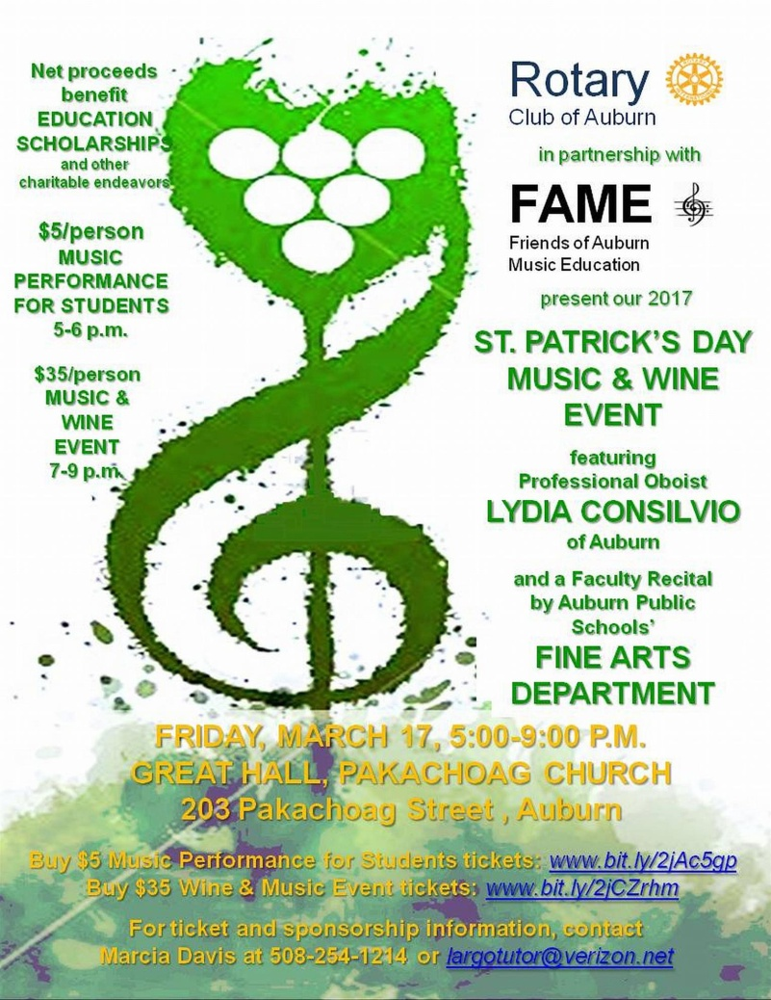 Net proceeds
benefit
EDUCATION
SCHOLARSHIPS
and other
charitable endeavors
$5/person
MUSIC
PERFORMANCE
FOR STUDENTS
5-6 p.m.
$35/person
MUSIC &
WINE
EVENT
7-9 p.m.
Rotary
Club of Auburn
in partnership with
FAME
Friends of Auburn
Music Education
present our 2017
ST. PATRICK'S DAY
MUSIC & WINE
EVENT
featuring
Professional Oboist
LYDIA CONSILVIO
of Auburn
and a Faculty Recital
by Auburn Public
Schools'
FINE ARTS
DEPARTMENT
FRIDAY, MARCH 17, 5:00-9:00 P.M.
GREAT HALL, PAKACHOAG CHURCH
203 Pakachoag Street , Auburn
Buy $5 Music Performance for Students tickets: www.bit.ly/2jAc5gp
Buy $35 Wine & Music Event tickets: www.bit.ly/2jCZrhm
For ticket and sponsorship information, contact
Marcia Davis at 508-254-1214 or largotutor@verizon.net